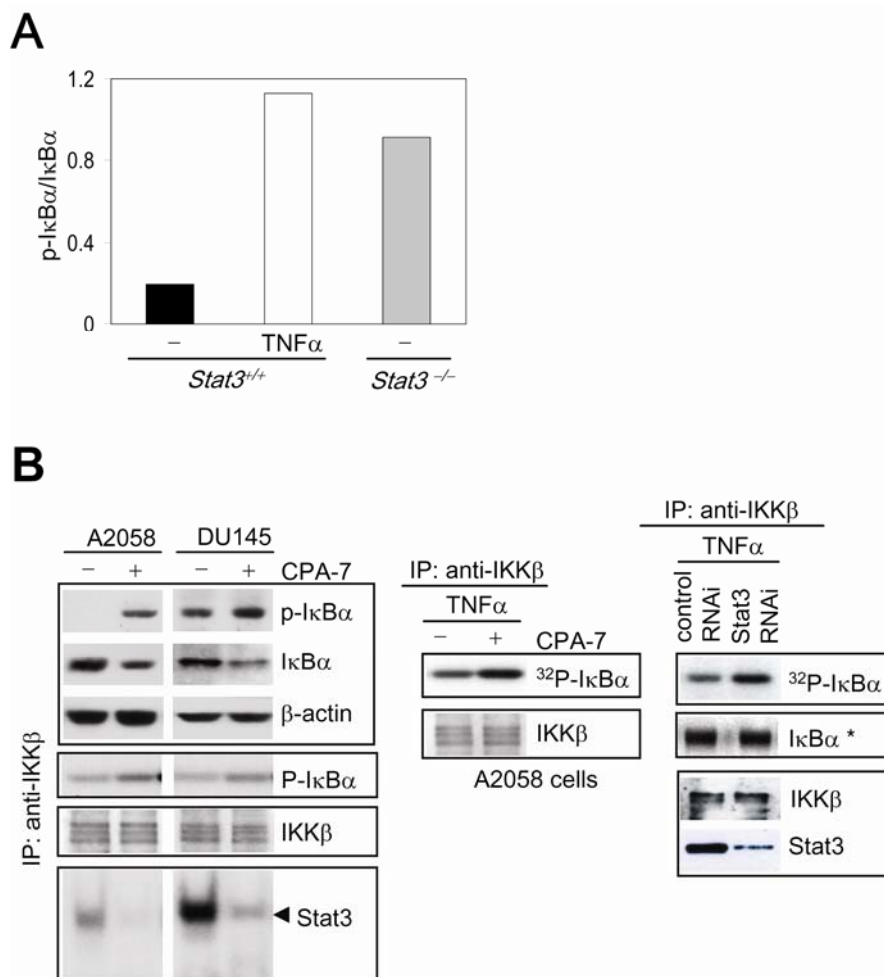 A
1.2
0.8
0.4
0
p-IκBα/IκBα
– TNFα –
Stat3+/+ Stat3 –/–
B
A2058 DU145
– + – + CPA-7
p-IκBα
IκBα
β-actin
IP: anti-IKKβ
P-IκBα
IKKβ
Stat3
IP: anti-IKKβ
TNFα
– + CPA-7
32P-IκBα
IKKβ
A2058 cells
IP: anti-IKKβ
TNFα
control
RNAi
Stat3
RNAi
32P-IκBα
IκBα *
IKKβ
Stat3